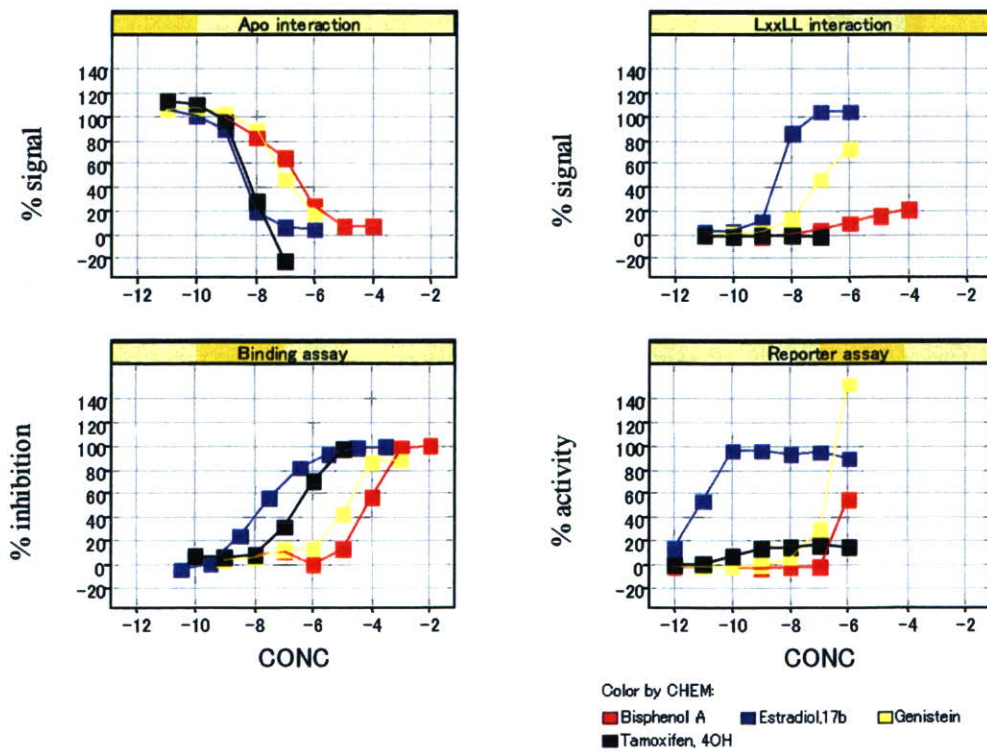 Apo interaction
% signal
140
120
100
80
60
40
20
0
-20
-12 -10 -8 -6 -4 -2
LxxLL interaction
% signal
140
120
100
80
60
40
20
0
-20
-12 -10 -8 -6 -4 -2
Binding assay
% inhibition
140
120
100
80
60
40
20
0
-20
-12 -10 -8 -6 -4 -2
CONC
Reporter assay
% activity
140
120
100
80
60
40
20
0
-20
-12 -10 -8 -6 -4 -2
CONC
Color by CHEM:
Bisphenol A Estradiol,17b Genistein
Tamoxifen, 4OH